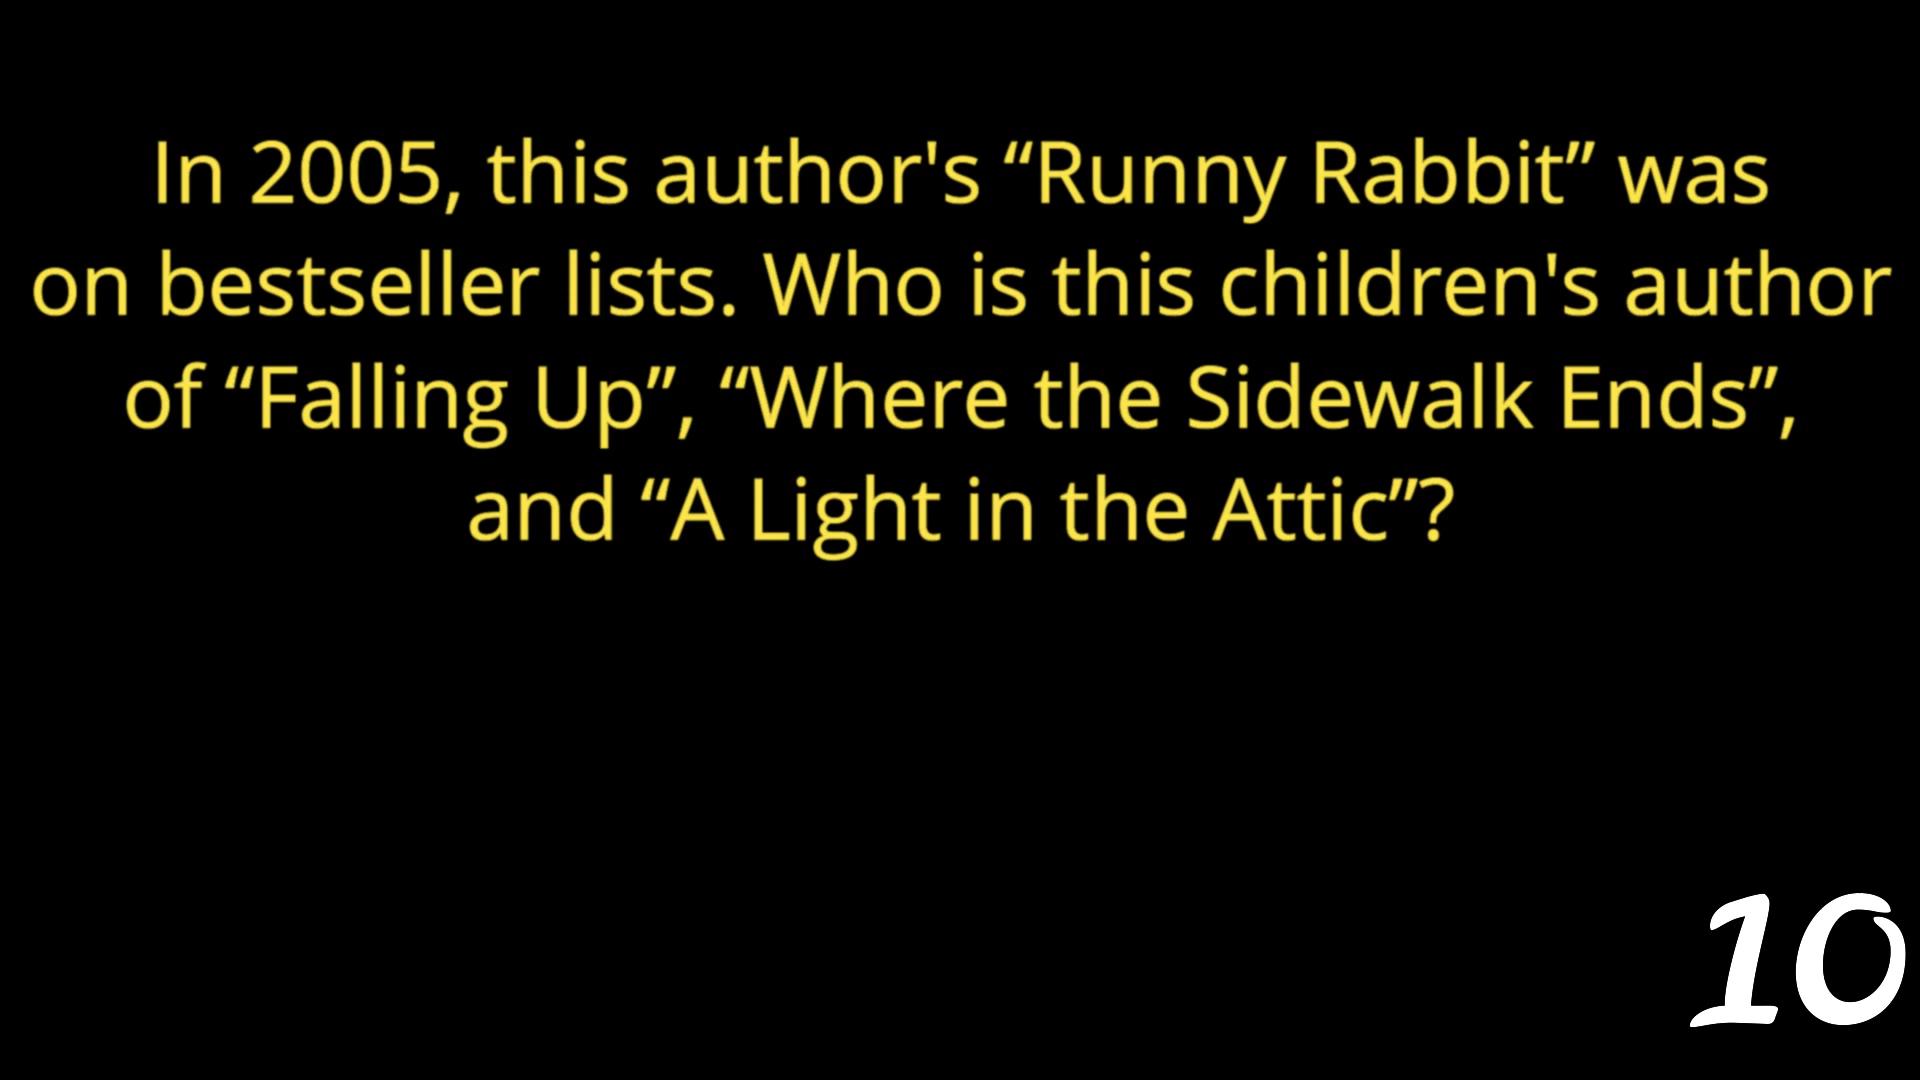 In 2005, this author's “Runny Rabbit” was
on bestseller lists. Who is this children's author
of “Falling Up”, “Where the Sidewalk Ends”,
and “A Light in the Attic”?
10